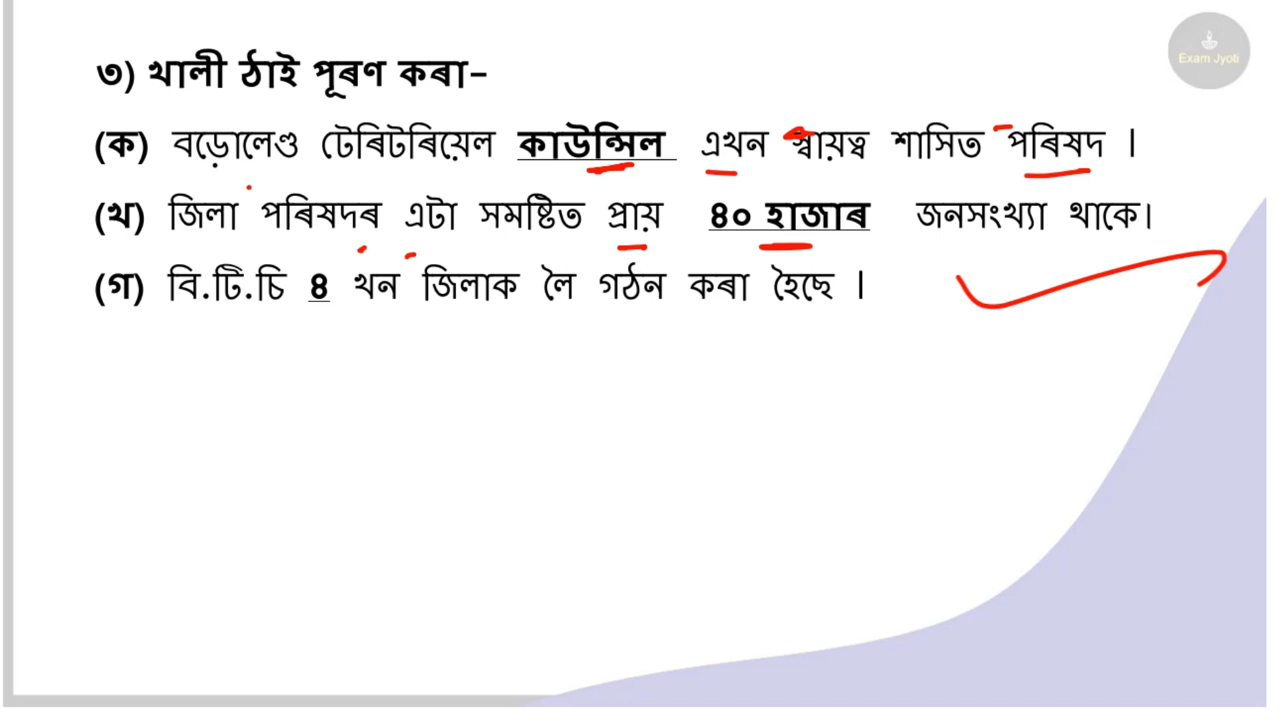 Exam Jyoti
৩) খালী ঠাই পূৰণ কৰা-
(ক) বড়োলেণ্ড টেৰিটৰিয়েল কাউন্সিল এখন স্বায়ত্ব শাসিত পৰিষদ ।
(খ) জিলা পৰিষদৰ এটা সমষ্টিত প্ৰায় ৪০ হাজাৰ জনসংখ্যা থাকে।
(গ) বি.টি.চি ৪ খন জিলাক লৈ গঠন কৰা হৈছে ।